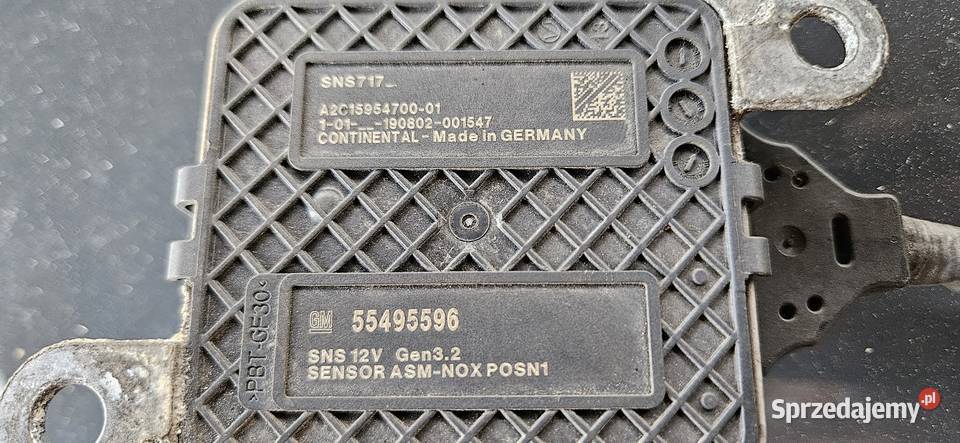 SNS717_
A2C15954700-01
1-01-__-190802-001547
CONTINENTAL - Made in GERMANY
>PBT-GF30<
GM 55495596
SNS 12V Gen3.2
SENSOR ASM-NOX POSN1
Sprzedajemy.pl